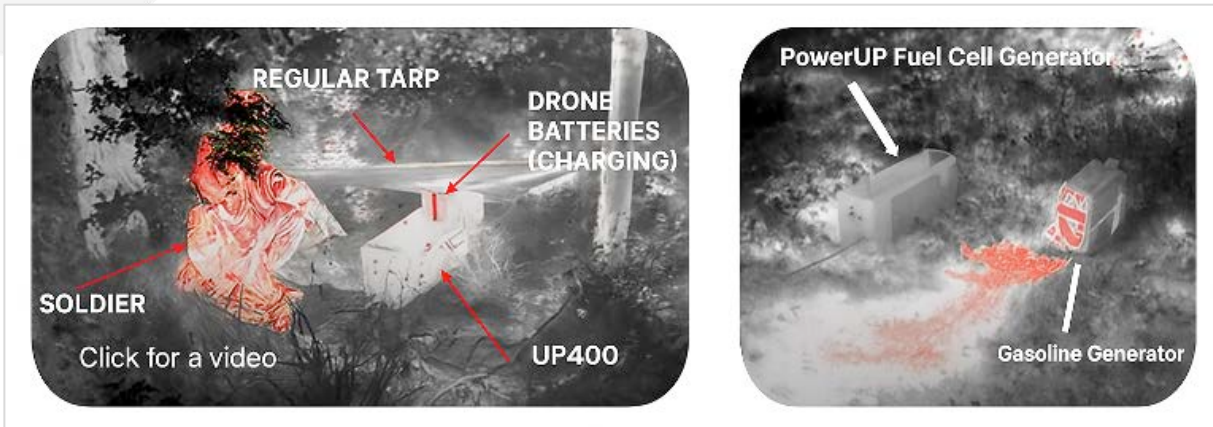 REGULAR TARP
DRONE
BATTERIES
(CHARGING)
SOLDIER
Click for a video
UP400
PowerUP Fuel Cell Generator
Gasoline Generator